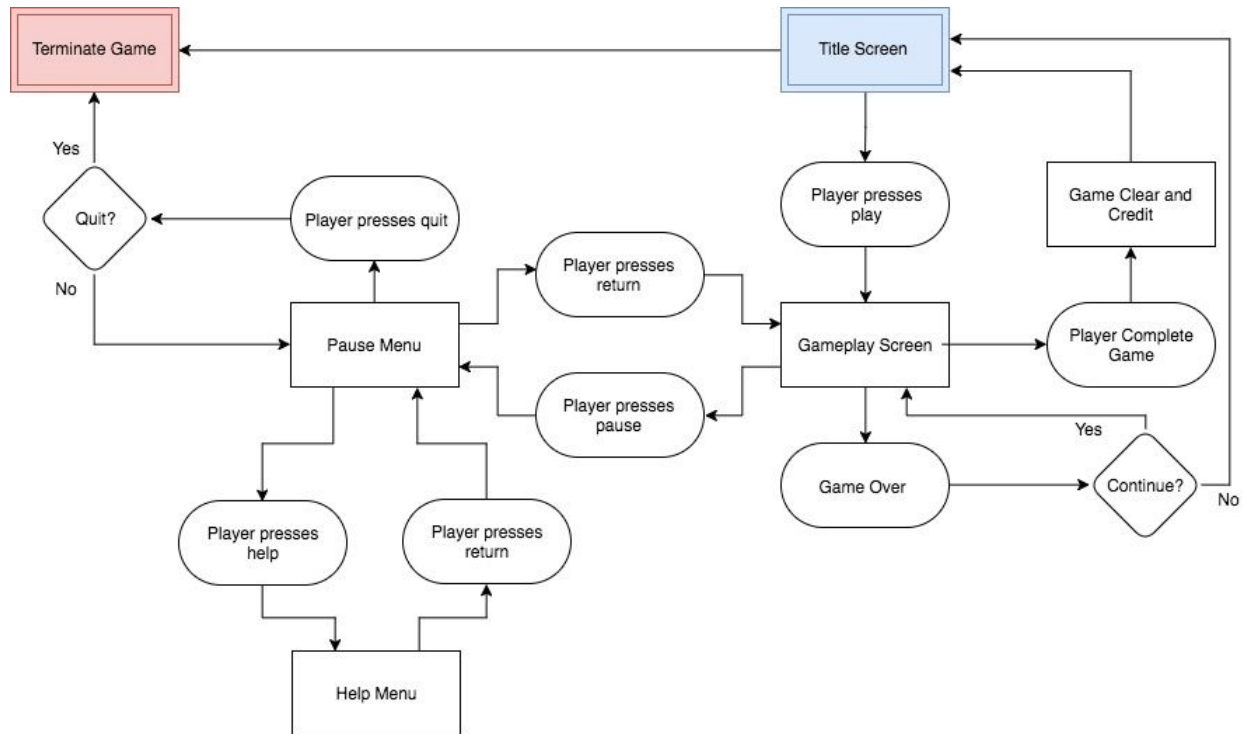 Terminate Game
Title Screen
Yes
Quit?
Player presses quit
Player presses
play
Game Clear and
Credit
No
Player presses
return
Pause Menu
Gameplay Screen
Player Complete
Game
Player presses
pause
Yes
Game Over
Continue?
No
Player presses
help
Player presses
return
Help Menu